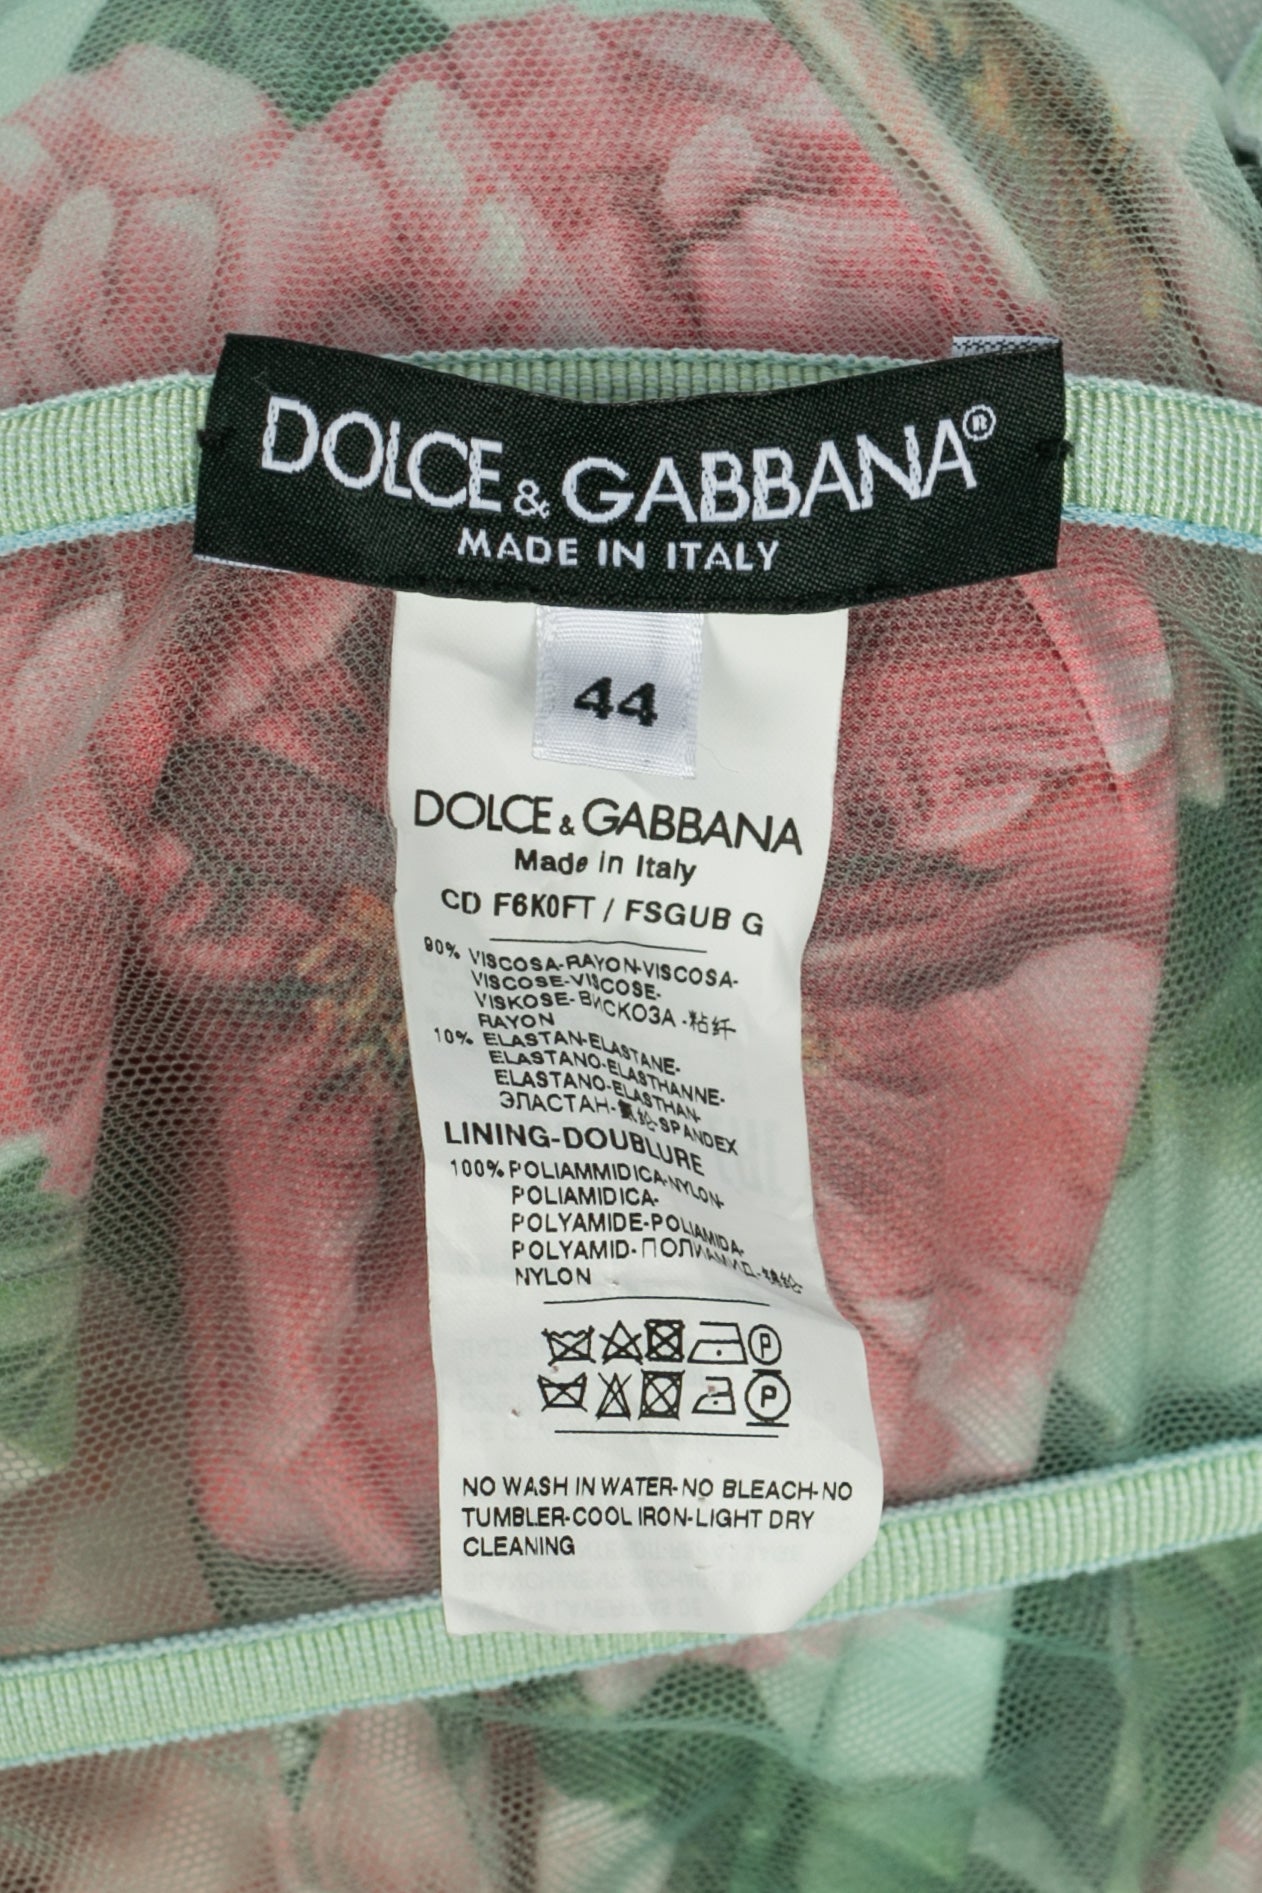 DOLCE & GABBANA®
MADE IN ITALY
44
DOLCE & GABBANA
Made in Italy
CD F6K0FT / FSGUB G
90% VISCOSA-RAYON-VISCOSA-
VISCOSE-VISCOSE-
VISKOSE-ВИСКОЗА-粘纤
RAYON
10% ELASTAN-ELASTANE-
ELASTANO-ELASTHANNE-
ELASTANO-ELASTHAN-
ЭЛАСТАН-氨纶-SPANDEX
LINING-DOUBLURE
100% POLIAMMIDICA-NYLON-
POLIAMIDICA-
POLYAMIDE-POLIAMIDA-
POLYAMID-ПОЛИАМИД-锦纶-
NYLON
P
P
NO WASH IN WATER-NO BLEACH-NO
TUMBLER-COOL IRON-LIGHT DRY
CLEANING